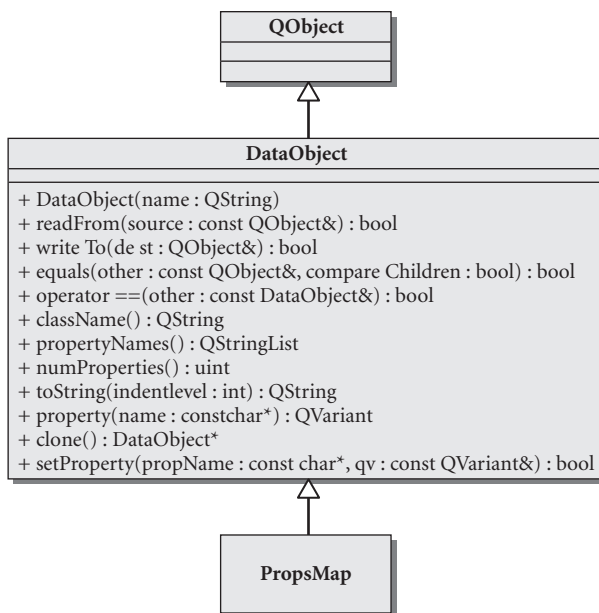 QObject
DataObject
+ DataObject(name : QString)
+ readFrom(source : const QObject&) : bool
+ write To(de st : QObject&) : bool
+ equals(other : const QObject&, compare Children : bool) : bool
+ operator ==(other : const DataObject&) : bool
+ className() : QString
+ propertyNames() : QStringList
+ numProperties() : uint
+ toString(indentlevel : int) : QString
+ property(name : constchar*) : QVariant
+ clone() : DataObject*
+ setProperty(propName : const char*, qv : const QVariant&) : bool
PropsMap